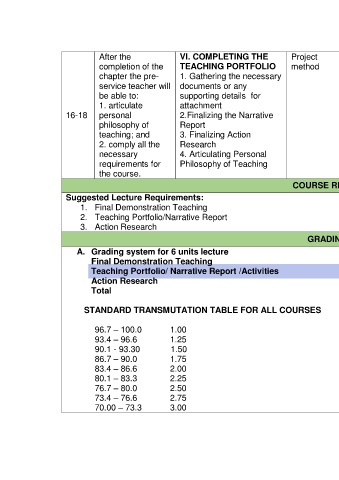 After the
completion of the
chapter the pre-
service teacher will
be able to:
1. articulate
16-18
personal
philosophy of
teaching; and
2. comply all the
necessary
requirements for
the course.
VI. COMPLETING THE
TEACHING PORTFOLIO
1. Gathering the necessary
documents or any
supporting details for
attachment
2.Finalizing the Narrative
Report
3. Finalizing Action
Research
4. Articulating Personal
Philosophy of Teaching
Project
method
COURSE RE
Suggested Lecture Requirements:
1. Final Demonstration Teaching
2. Teaching Portfolio/Narrative Report
3. Action Research
GRADIN
A. Grading system for 6 units lecture
Final Demonstration Teaching
Teaching Portfolio/ Narrative Report /Activities
Action Research
Total
STANDARD TRANSMUTATION TABLE FOR ALL COURSES
96.7 – 100.0 1.00
93.4 – 96.6 1.25
90.1 - 93.30 1.50
86.7 – 90.0 1.75
83.4 – 86.6 2.00
80.1 – 83.3 2.25
76.7 – 80.0 2.50
73.4 – 76.6 2.75
70.00 – 73.3 3.00